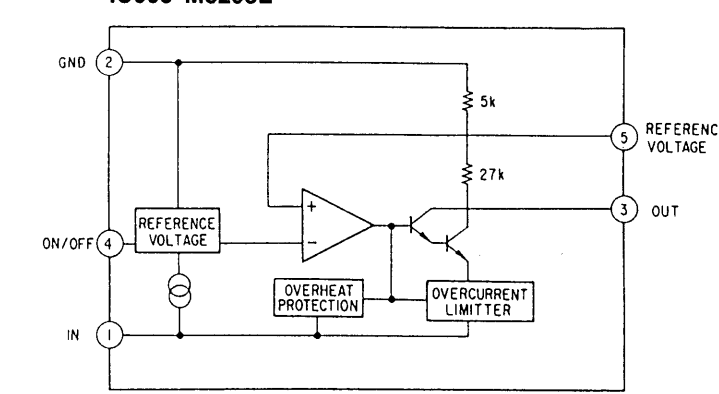 GND 2
5k
5 REFERENC
VOLTAGE
27k
+
3 OUT
REFERENCE
VOLTAGE
ON/OFF 4
−
OVERHEAT
PROTECTION
OVERCURRENT
LIMITTER
IN 1